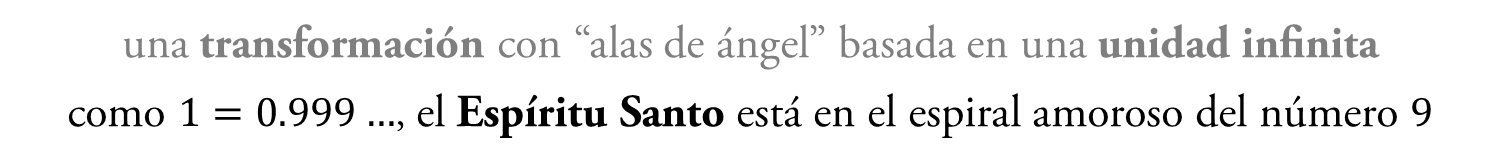 una transformación con “alas de ángel” basada en una unidad infinita
como 1 = 0.999 …, el Espíritu Santo está en el espiral amoroso del número 9